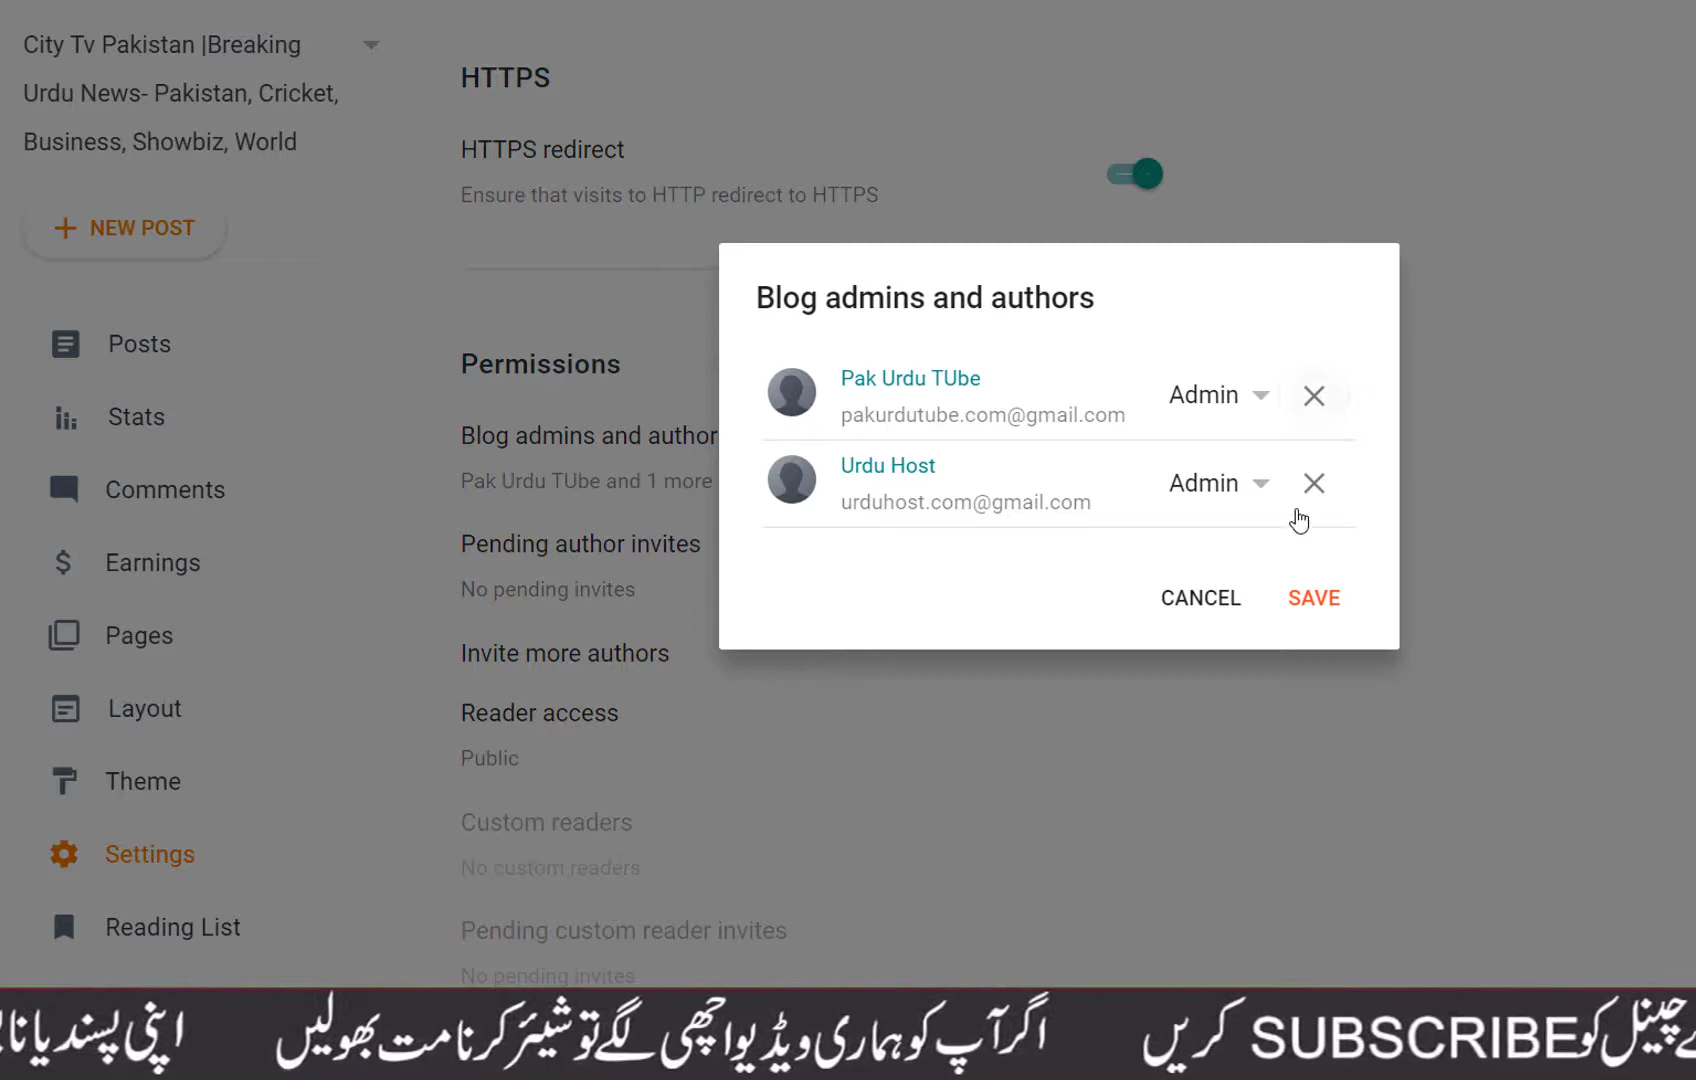 City Tv Pakistan |Breaking
Urdu News- Pakistan, Cricket,
Business, Showbiz, World
NEW POST
Posts
Stats
Comments
Earnings
Pages
Layout
Theme
Settings
Reading List
HTTPS
HTTPS redirect
Ensure that visits to HTTP redirect to HTTPS
Permissions
Blog admins and author
Pak Urdu TUbe and 1 more
Pending author invites
No pending invites
Invite more authors
Reader access
Public
Custom readers
No custom readers
Pending custom reader invites
No pending invites
Blog admins and authors
Pak Urdu TUbe
pakurdutube.com@gmail.com
Admin
Urdu Host
urduhost.com@gmail.com
Admin
CANCEL
SAVE
چینل کو SUBSCRIBE کریں اگر آپ کو ہماری ویڈیو اچھی لگے تو شیئر کرنا مت بھولیں اپنی پسند یا